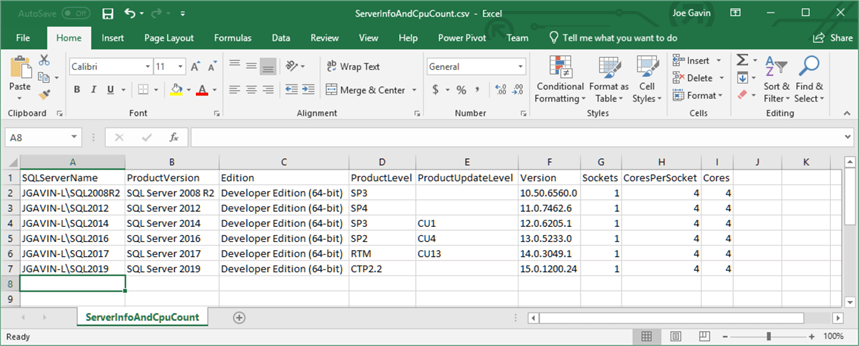 AutoSave Off ServerInfoAndCpuCount.csv - Excel Joe Gavin
File Home Insert Page Layout Formulas Data Review View Help Power Pivot Team Tell me what you want to do Share
Paste
Clipboard
Calibri 11
B I U A A A
Font
Wrap Text
Merge & Center
Alignment
General
$ % ,
Number
Conditional Formatting
Format as Table
Cell Styles
Styles
Insert
Delete
Format
Cells
Sort & Filter
Find & Select
Editing
A8 fx
A B C D E F G H I J K
1 SQLServerName ProductVersion Edition ProductLevel ProductUpdateLevel Version Sockets CoresPerSocket Cores
2 JGAVIN-L\SQL2008R2 SQL Server 2008 R2 Developer Edition (64-bit) SP3 10.50.6560.0 1 4 4
3 JGAVIN-L\SQL2012 SQL Server 2012 Developer Edition (64-bit) SP4 11.0.7462.6 1 4 4
4 JGAVIN-L\SQL2014 SQL Server 2014 Developer Edition (64-bit) SP3 CU1 12.0.6205.1 1 4 4
5 JGAVIN-L\SQL2016 SQL Server 2016 Developer Edition (64-bit) SP2 CU4 13.0.5233.0 1 4 4
6 JGAVIN-L\SQL2017 SQL Server 2017 Developer Edition (64-bit) RTM CU13 14.0.3049.1 1 4 4
7 JGAVIN-L\SQL2019 SQL Server 2019 Developer Edition (64-bit) CTP2.2 15.0.1200.24 1 4 4
8
9
ServerInfoAndCpuCount
Ready 100%